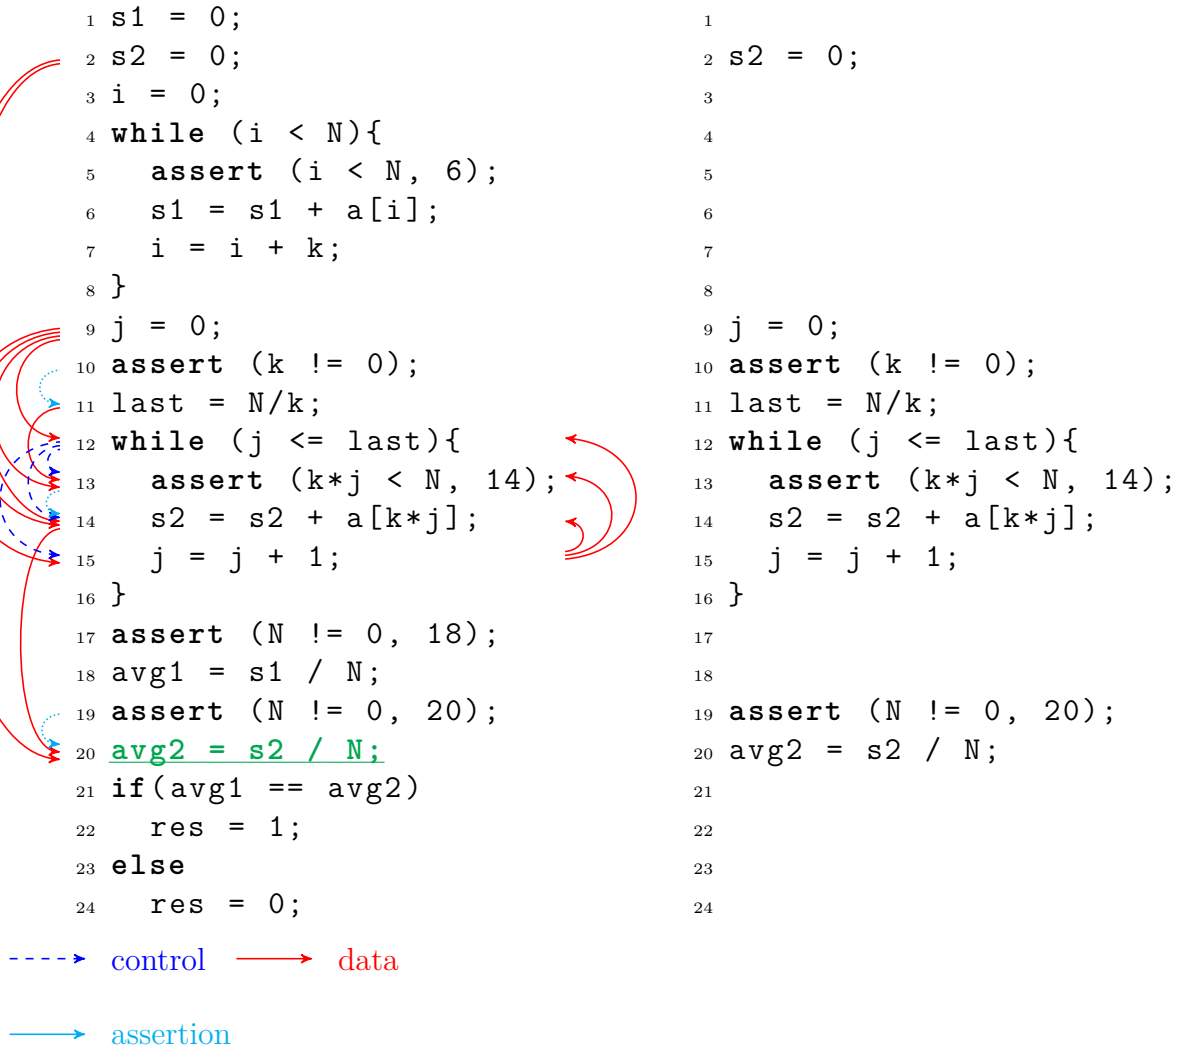 1 s1 = 0;
2 s2 = 0;
3 i = 0;
4 while (i < N){
5   assert (i < N, 6);
6   s1 = s1 + a[i];
7   i = i + k;
8 }
9 j = 0;
10 assert (k != 0);
11 last = N/k;
12 while (j <= last){
13   assert (k*j < N, 14);
14   s2 = s2 + a[k*j];
15   j = j + 1;
16 }
17 assert (N != 0, 18);
18 avg1 = s1 / N;
19 assert (N != 0, 20);
20 avg2 = s2 / N;
21 if(avg1 == avg2)
22   res = 1;
23 else
24   res = 0;
control data
assertion
1
2 s2 = 0;
3
4
5
6
7
8
9 j = 0;
10 assert (k != 0);
11 last = N/k;
12 while (j <= last){
13   assert (k*j < N, 14);
14   s2 = s2 + a[k*j];
15   j = j + 1;
16 }
17
18
19 assert (N != 0, 20);
20 avg2 = s2 / N;
21
22
23
24